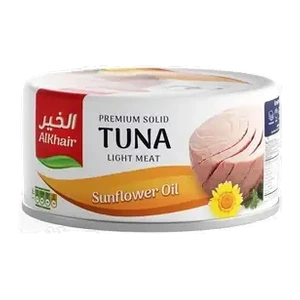 الخير
AlKhair
PREMIUM SOLID
TUNA
LIGHT MEAT
Sunflower Oil